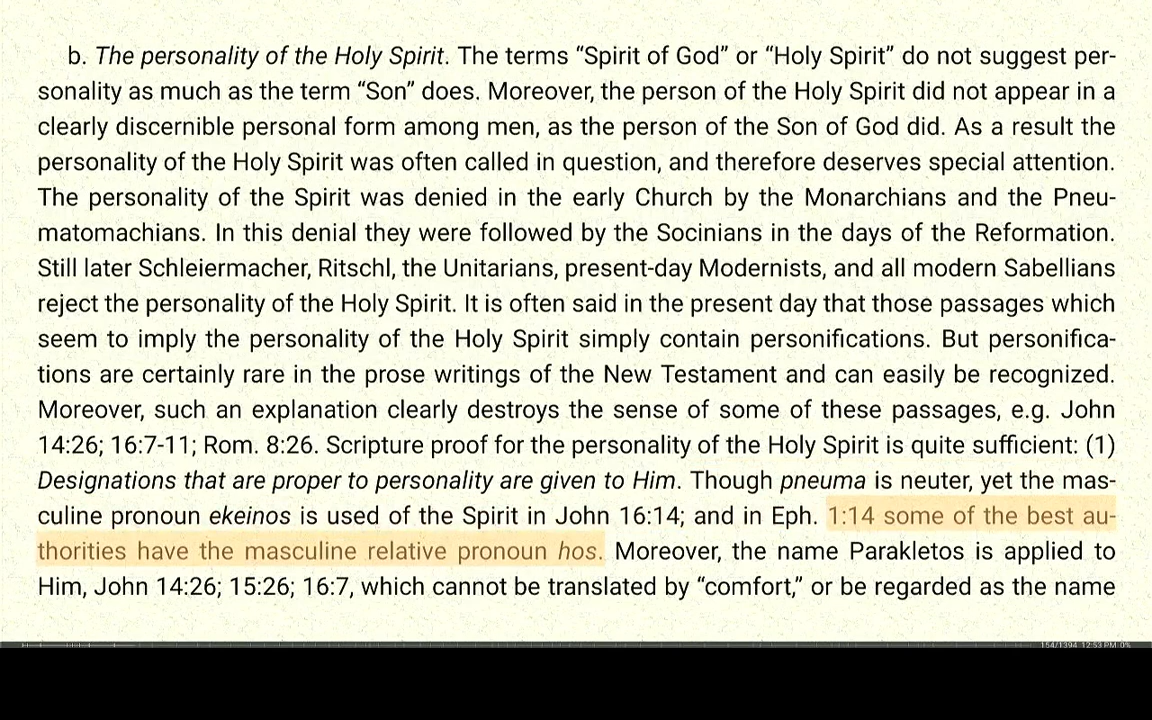 b. The personality of the Holy Spirit. The terms “Spirit of God” or “Holy Spirit” do not suggest per-
sonality as much as the term “Son” does. Moreover, the person of the Holy Spirit did not appear in a
clearly discernible personal form among men, as the person of the Son of God did. As a result the
personality of the Holy Spirit was often called in question, and therefore deserves special attention.
The personality of the Spirit was denied in the early Church by the Monarchians and the Pneu-
matomachians. In this denial they were followed by the Socinians in the days of the Reformation.
Still later Schleiermacher, Ritschl, the Unitarians, present-day Modernists, and all modern Sabellians
reject the personality of the Holy Spirit. It is often said in the present day that those passages which
seem to imply the personality of the Holy Spirit simply contain personifications. But personifica-
tions are certainly rare in the prose writings of the New Testament and can easily be recognized.
Moreover, such an explanation clearly destroys the sense of some of these passages, e.g. John
14:26; 16:7-11; Rom. 8:26. Scripture proof for the personality of the Holy Spirit is quite sufficient: (1)
Designations that are proper to personality are given to Him. Though pneuma is neuter, yet the mas-
culine pronoun ekeinos is used of the Spirit in John 16:14; and in Eph. 1:14 some of the best au-
thorities have the masculine relative pronoun hos. Moreover, the name Parakletos is applied to
Him, John 14:26; 15:26; 16:7, which cannot be translated by “comfort,” or be regarded as the name
154/1394 12:53 PM 0%